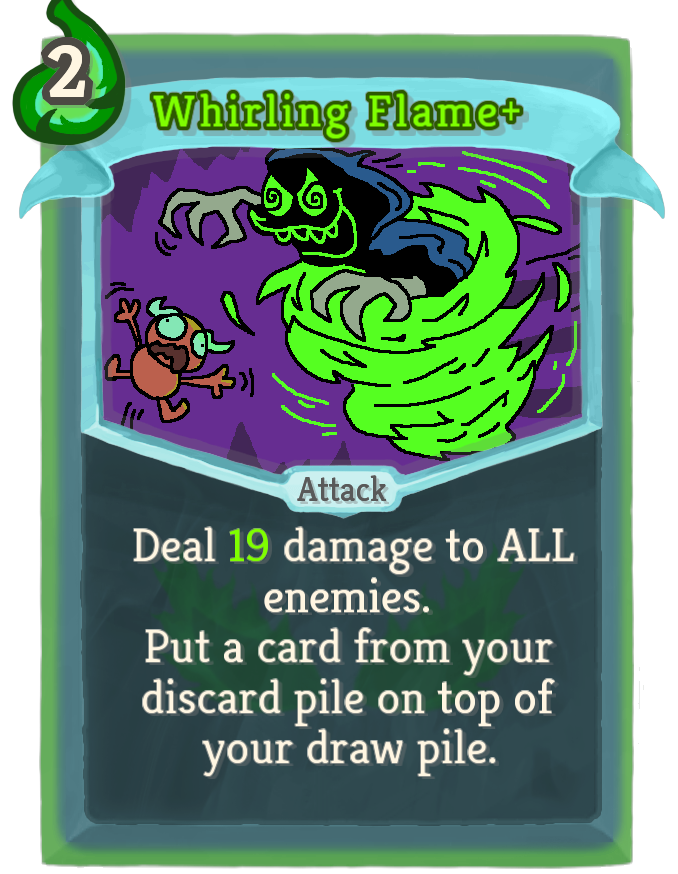 2
Whirling Flame+
Attack
Deal 19 damage to ALL
enemies.
Put a card from your
discard pile on top of
your draw pile.